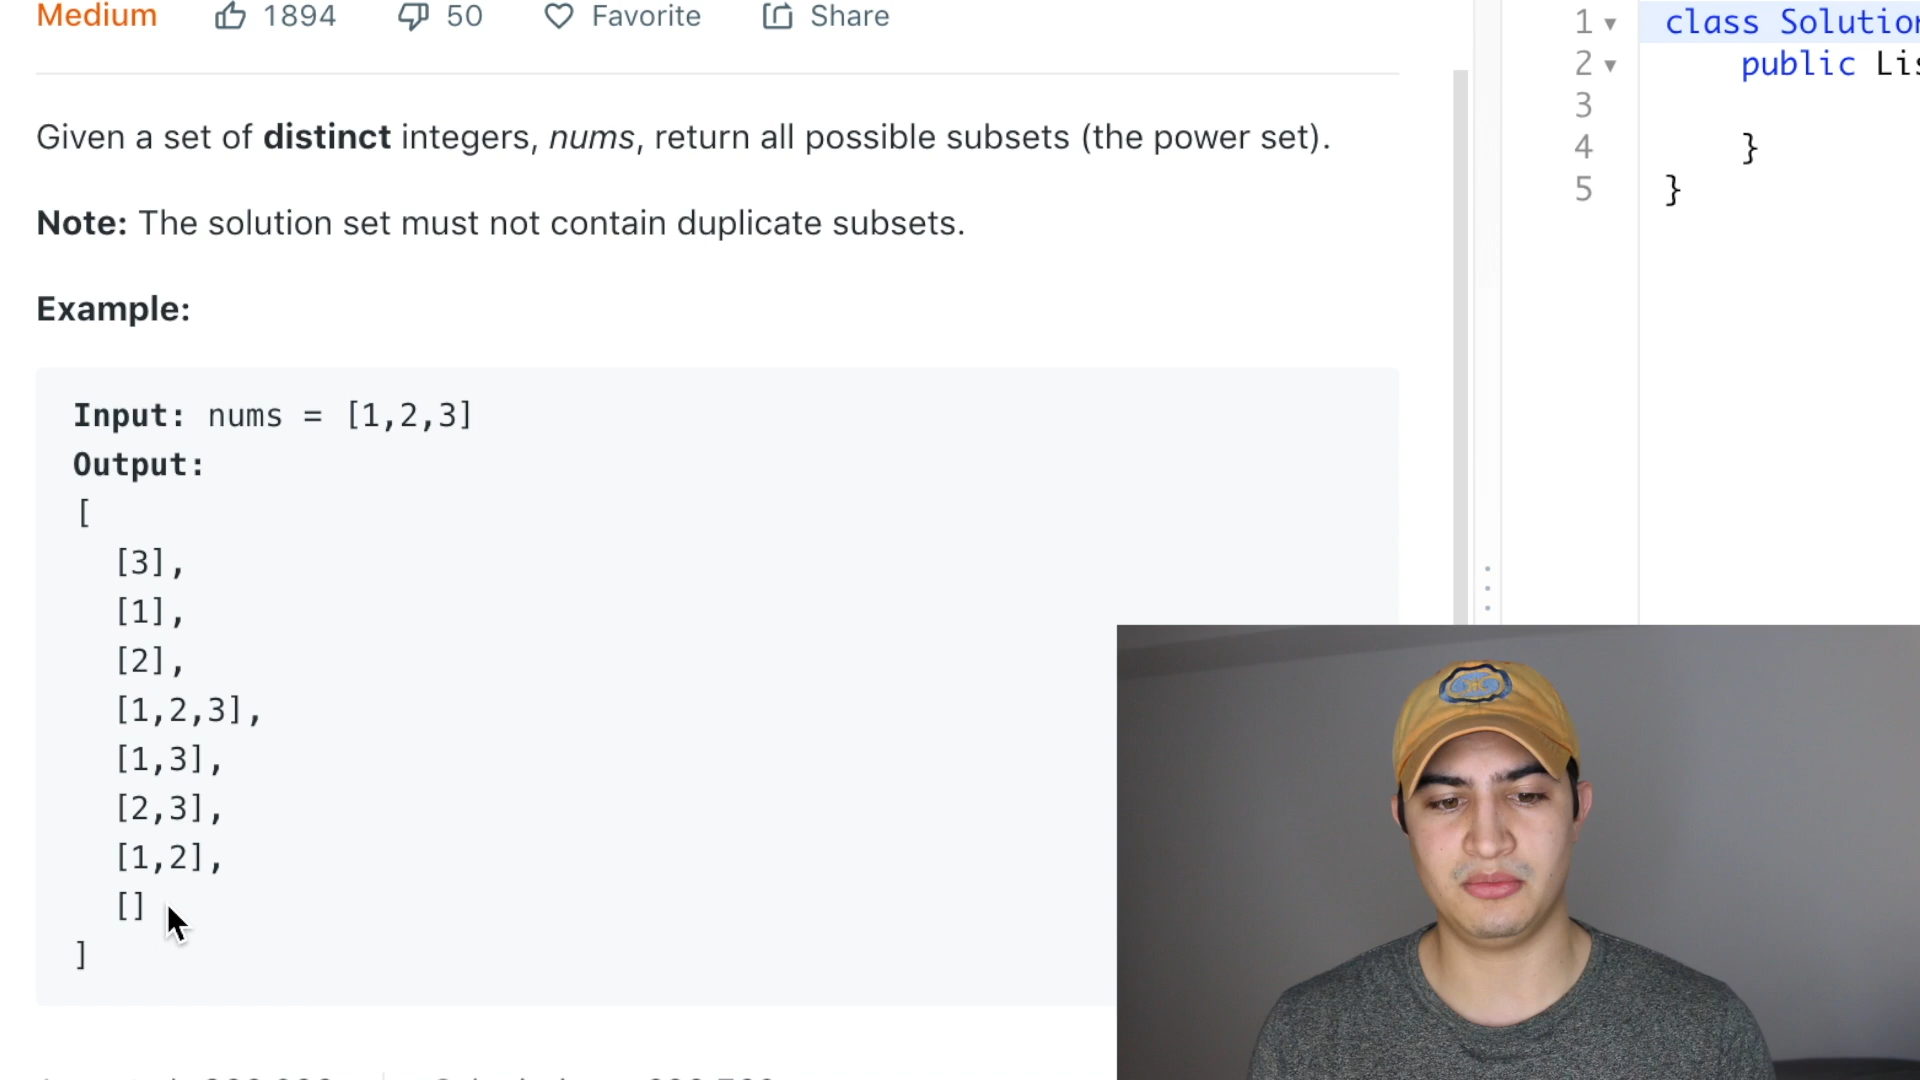 Medium 1894 50 Favorite Share
Given a set of distinct integers, nums, return all possible subsets (the power set).
Note: The solution set must not contain duplicate subsets.
Example:
Input: nums = [1,2,3]
Output:
[
[3],
[1],
[2],
[1,2,3],
[1,3],
[2,3],
[1,2],
[]
]
1 class Solution
2 public Lis
3
4 }
5 }